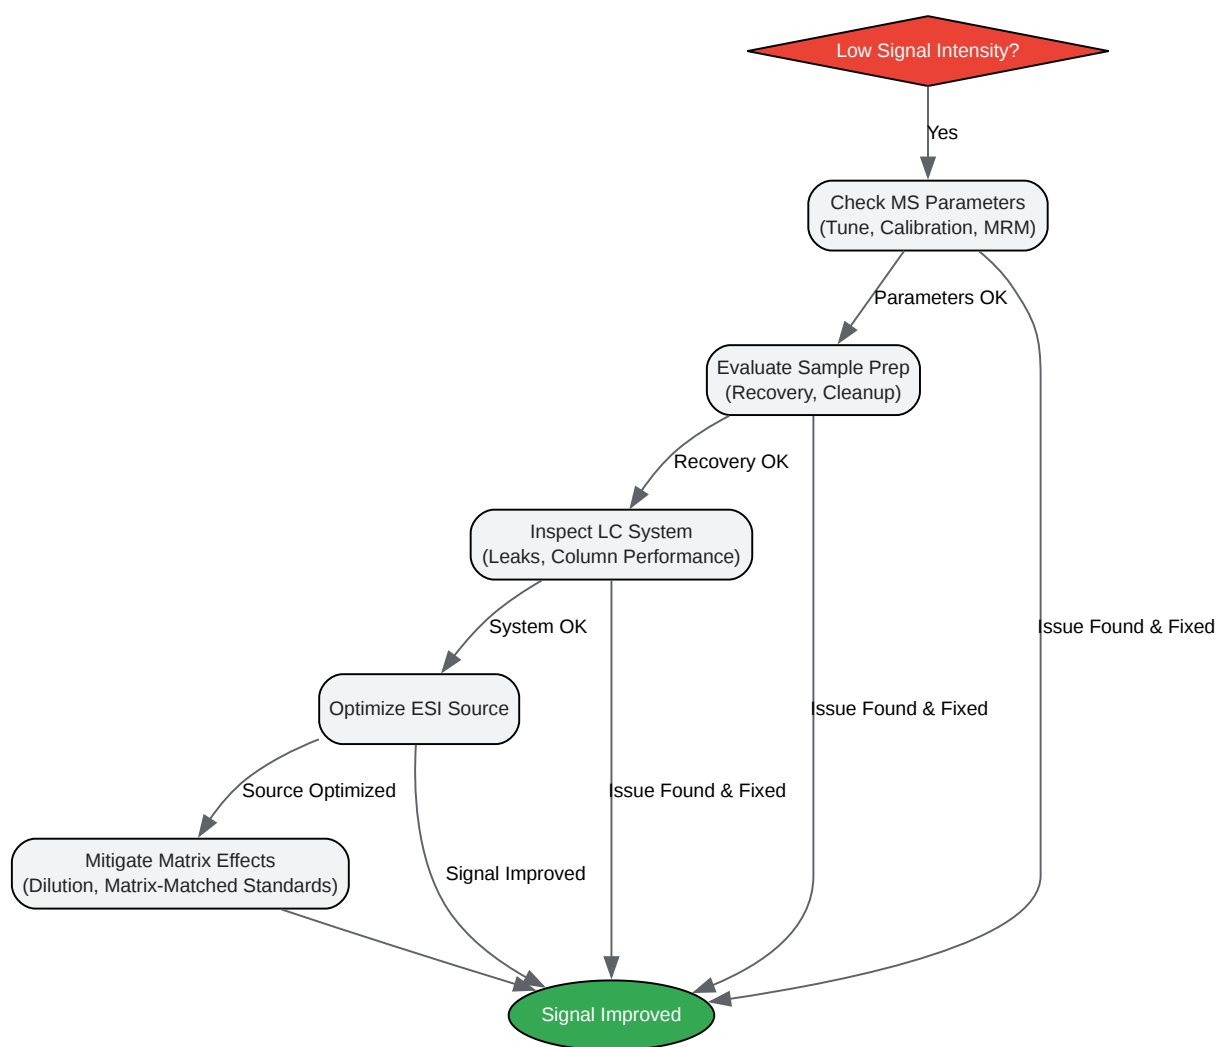 Low Signal Intensity?
Yes
Check MS Parameters
(Tune, Calibration, MRM)
Parameters OK
Evaluate Sample Prep
(Recovery, Cleanup)
Recovery OK
Inspect LC System
(Leaks, Column Performance)
System OK
Issue Found & Fixed
Optimize ESI Source
Issue Found & Fixed
Source Optimized
Issue Found & Fixed
Mitigate Matrix Effects
(Dilution, Matrix-Matched Standards)
Signal Improved
Signal Improved